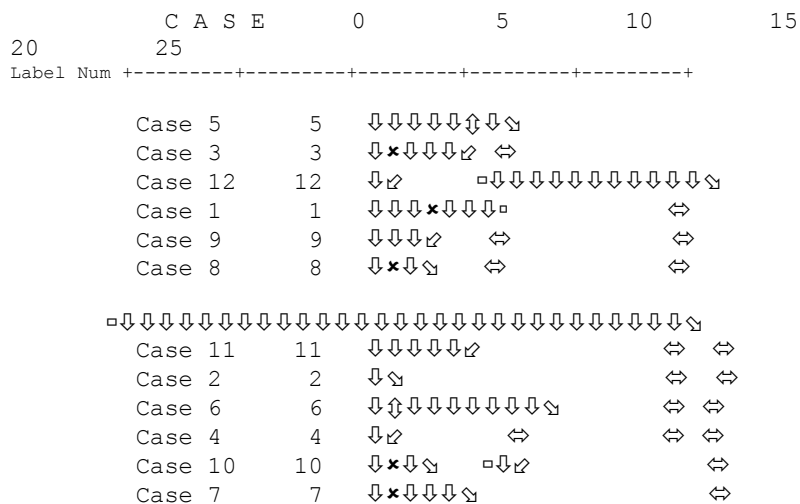 C A S E 0 5 10 15
20 25
Label Num +---------+---------+---------+---------+---------+
Case 5 5 ⇩⇩⇩⇩⇩⇳⇩⬂
Case 3 3 ⇩×⇩⇩⇩⬃ ⬄
Case 12 12 ⇩⬃ ▫⇩⇩⇩⇩⇩⇩⇩⇩⇩⇩⇩⬂
Case 1 1 ⇩⇩⇩×⇩⇩⇩▫ ⬄
Case 9 9 ⇩⇩⇩⬃ ⬄ ⬄
Case 8 8 ⇩×⇩⬂ ⬄ ⬄
▫⇩⇩⇩⇩⇩⇩⇩⇩⇩⇩⇩⇩⇩⇩⇩⇩⇩⇩⇩⇩⇩⇩⇩⇩⇩⇩⇩⇩⇩⬂
Case 11 11 ⇩⇩⇩⇩⇩⬃ ⬄ ⬄
Case 2 2 ⇩⬂ ⬄ ⬄
Case 6 6 ⇩⇳⇩⇩⇩⇩⇩⇩⇩⬂ ⬄ ⬄
Case 4 4 ⇩⬃ ⬄ ⬄ ⬄
Case 10 10 ⇩×⇩⬂ ▫⇩⬃ ⬄
Case 7 7 ⇩×⇩⇩⇩⬂ ⬄